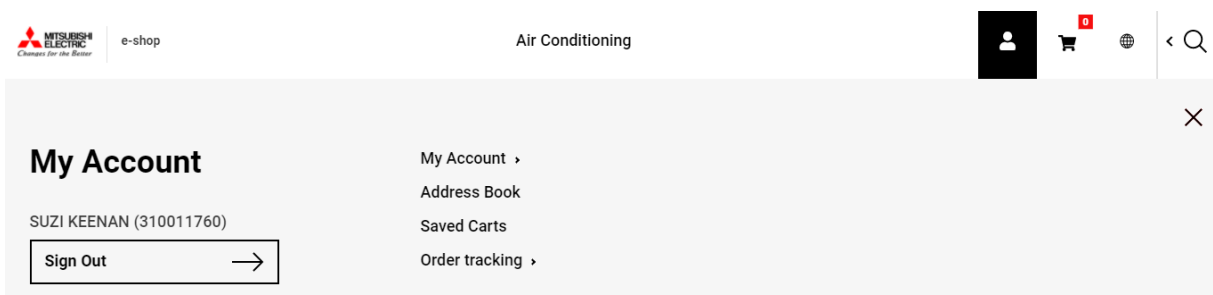 MITSUBISHI
ELECTRIC
Changes for the Better
e-shop
Air Conditioning
0
My Account
SUZI KEENAN (310011760)
Sign Out
My Account
Address Book
Saved Carts
Order tracking